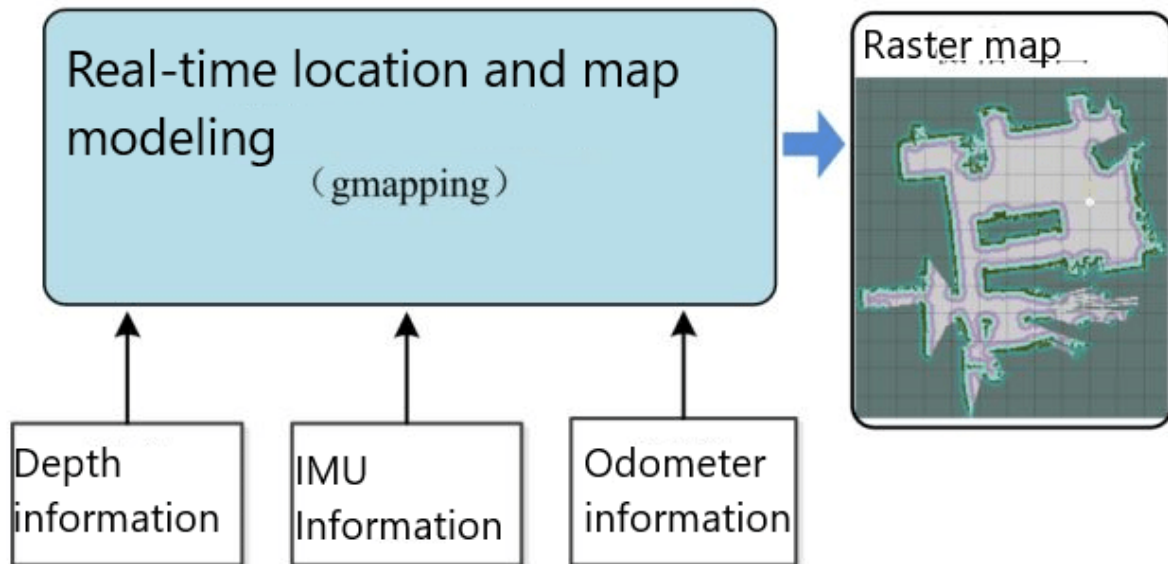 Real-time location and map
modeling
（gmapping）
Raster map
Depth
information
IMU
Information
Odometer
information